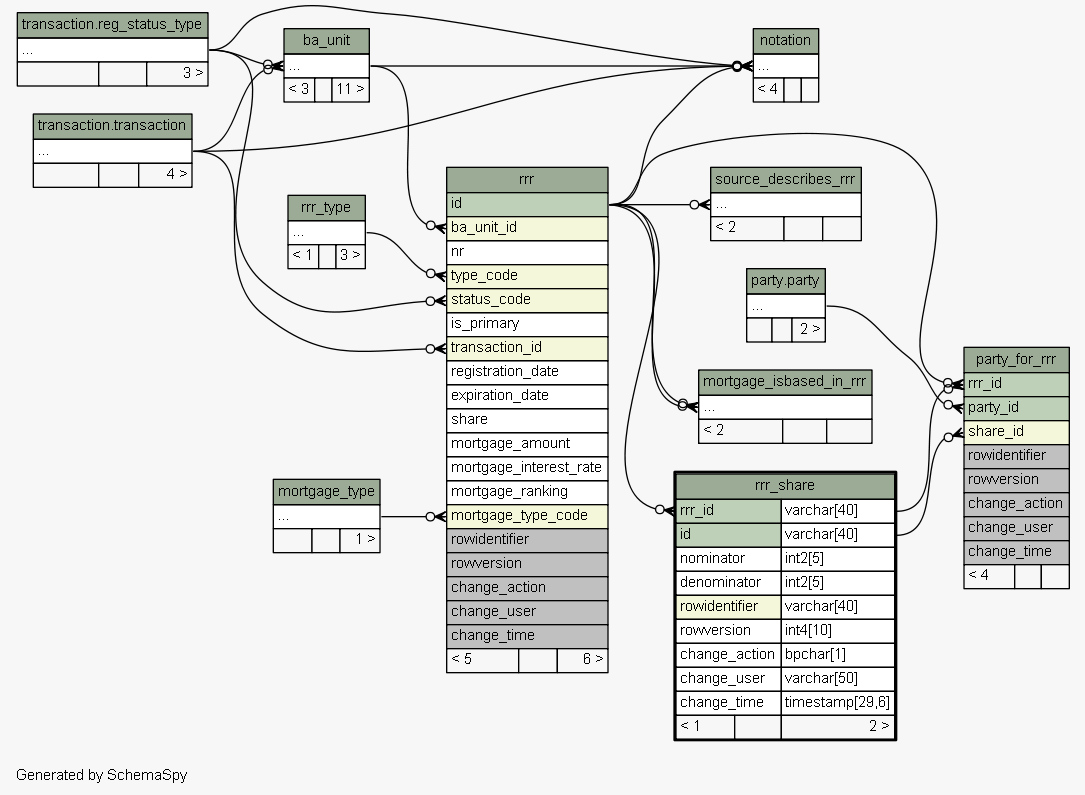 transaction.reg_status_type
...
3 >
ba_unit
...
< 3 11 >
notation
...
< 4
transaction.transaction
...
4 >
rrr_type
...
< 1 3 >
rrr
id
ba_unit_id
nr
type_code
status_code
is_primary
transaction_id
registration_date
expiration_date
share
mortgage_amount
mortgage_interest_rate
mortgage_ranking
mortgage_type_code
rowidentifier
rowversion
change_action
change_user
change_time
< 5 6 >
source_describes_rrr
...
< 2
party.party
...
2 >
mortgage_isbased_in_rrr
...
< 2
party_for_rrr
rrr_id
party_id
share_id
rowidentifier
rowversion
change_action
change_user
change_time
< 4
mortgage_type
...
1 >
rrr_share
rrr_id varchar[40]
id varchar[40]
nominator int2[5]
denominator int2[5]
rowidentifier varchar[40]
rowversion int4[10]
change_action bpchar[1]
change_user varchar[50]
change_time timestamp[29,6]
< 1 2 >
Generated by SchemaSpy